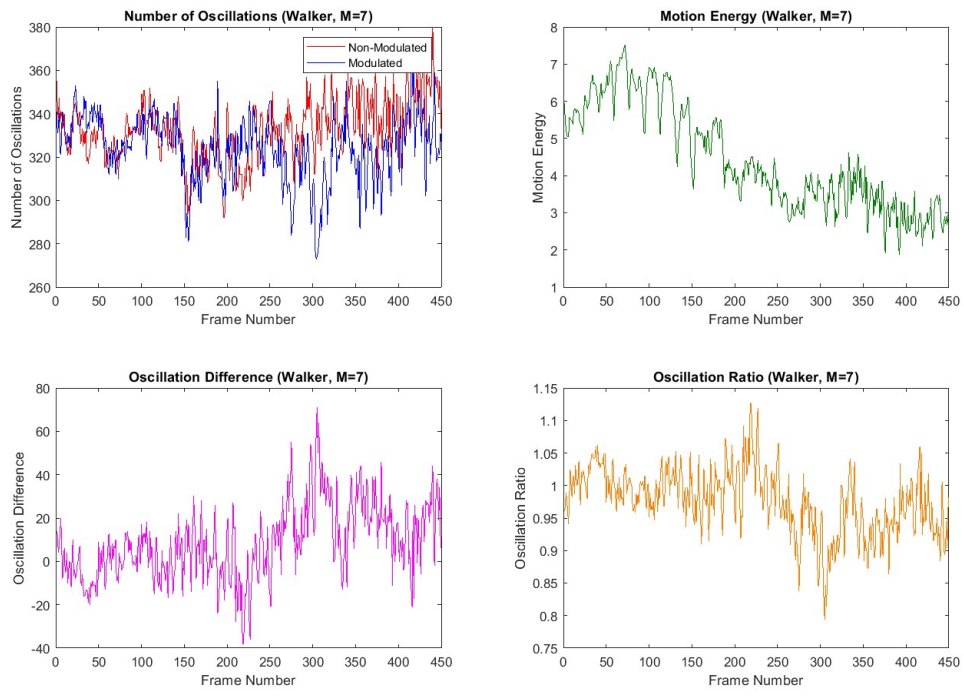 Number of Oscillations (Walker, M=7)
380
360
340
320
300
280
260
Number of Oscillations
Non-Modulated
Modulated
0 50 100 150 200 250 300 350 400 450
Frame Number
Motion Energy (Walker, M=7)
8
7
6
5
4
3
2
1
Motion Energy
0 50 100 150 200 250 300 350 400 450
Frame Number
Oscillation Difference (Walker, M=7)
80
60
40
20
0
-20
-40
Oscillation Difference
0 50 100 150 200 250 300 350 400 450
Frame Number
Oscillation Ratio (Walker, M=7)
1.15
1.1
1.05
1
0.95
0.9
0.85
0.8
0.75
Oscillation Ratio
0 50 100 150 200 250 300 350 400 450
Frame Number